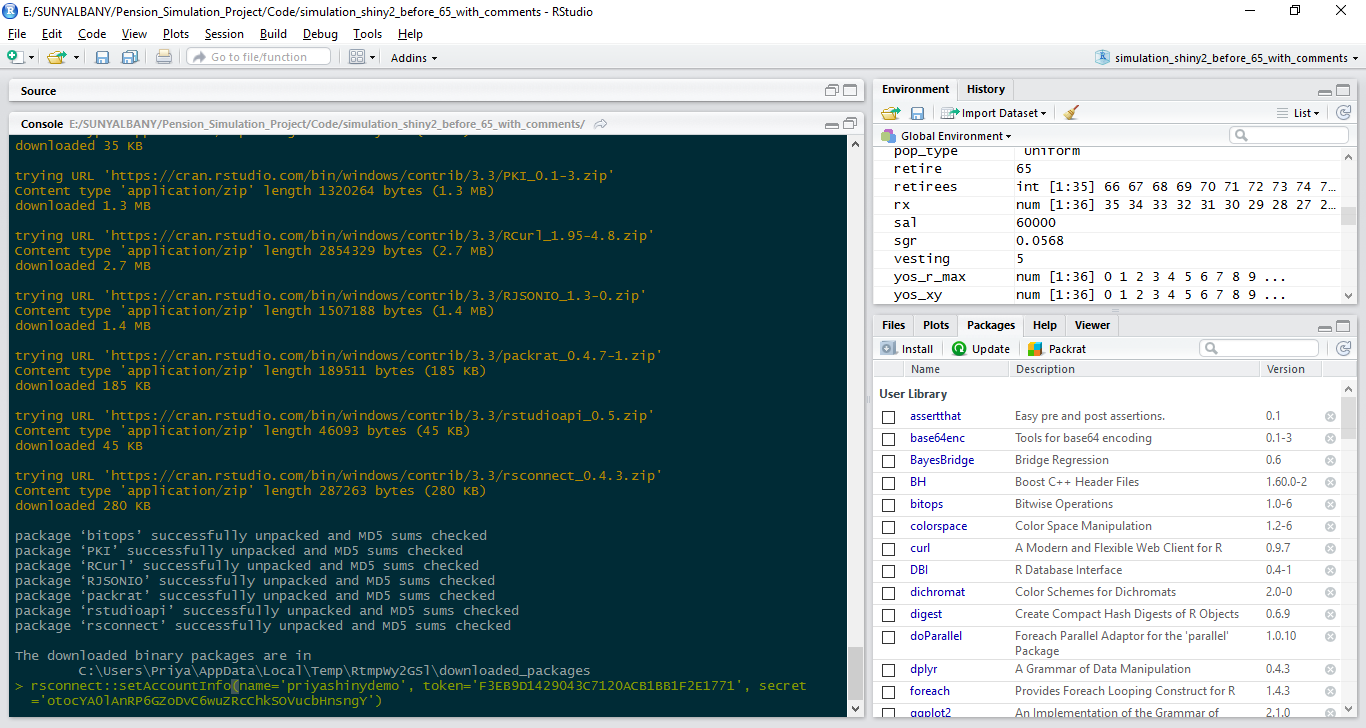 E:/SUNYALBANY/Pension_Simulation_Project/Code/simulation_shiny2_before_65_with_comments - RStudio
File Edit Code View Plots Session Build Debug Tools Help
Go to file/function Addins simulation_shiny2_before_65_with_comments
Source
Console E:/SUNYALBANY/Pension_Simulation_Project/Code/simulation_shiny2_before_65_with_comments/
downloaded 35 KB
trying URL 'https://cran.rstudio.com/bin/windows/contrib/3.3/PKI_0.1-3.zip'
Content type 'application/zip' length 1320264 bytes (1.3 MB)
downloaded 1.3 MB
trying URL 'https://cran.rstudio.com/bin/windows/contrib/3.3/RCurl_1.95-4.8.zip'
Content type 'application/zip' length 2854329 bytes (2.7 MB)
downloaded 2.7 MB
trying URL 'https://cran.rstudio.com/bin/windows/contrib/3.3/RJSONIO_1.3-0.zip'
Content type 'application/zip' length 1507188 bytes (1.4 MB)
downloaded 1.4 MB
trying URL 'https://cran.rstudio.com/bin/windows/contrib/3.3/packrat_0.4.7-1.zip'
Content type 'application/zip' length 189511 bytes (185 KB)
downloaded 185 KB
trying URL 'https://cran.rstudio.com/bin/windows/contrib/3.3/rstudioapi_0.5.zip'
Content type 'application/zip' length 46093 bytes (45 KB)
downloaded 45 KB
trying URL 'https://cran.rstudio.com/bin/windows/contrib/3.3/rsconnect_0.4.3.zip'
Content type 'application/zip' length 287263 bytes (280 KB)
downloaded 280 KB
package ‘bitops’ successfully unpacked and MD5 sums checked
package ‘PKI’ successfully unpacked and MD5 sums checked
package ‘RCurl’ successfully unpacked and MD5 sums checked
package ‘RJSONIO’ successfully unpacked and MD5 sums checked
package ‘packrat’ successfully unpacked and MD5 sums checked
package ‘rstudioapi’ successfully unpacked and MD5 sums checked
package ‘rsconnect’ successfully unpacked and MD5 sums checked
The downloaded binary packages are in
C:\Users\Priya\AppData\Local\Temp\RtmpWy2GSl\downloaded_packages
> rsconnect::setAccountInfo(name='priyashinydemo', token='F3EB9D1429043C7120ACB1BB1F2E1771', secret
='otocYA0lAnRP6GZoDvC6wuZRcChkSOVucbHnsngY')
Environment History
Import Dataset List
Global Environment
pop_type "Uniform"
retire 65
retirees int [1:35] 66 67 68 69 70 71 72 73 74 7…
rx num [1:36] 35 34 33 32 31 30 29 28 27 2…
sal 60000
sgr 0.0568
vesting 5
yos_r_max num [1:36] 0 1 2 3 4 5 6 7 8 9 ...
yos_xy num [1:36] 0 1 2 3 4 5 6 7 8 9 ...
Files Plots Packages Help Viewer
Install Update Packrat
Name Description Version
User Library
assertthat Easy pre and post assertions. 0.1
base64enc Tools for base64 encoding 0.1-3
BayesBridge Bridge Regression 0.6
BH Boost C++ Header Files 1.60.0-2
bitops Bitwise Operations 1.0-6
colorspace Color Space Manipulation 1.2-6
curl A Modern and Flexible Web Client for R 0.9.7
DBI R Database Interface 0.4-1
dichromat Color Schemes for Dichromats 2.0-0
digest Create Compact Hash Digests of R Objects 0.6.9
doParallel Foreach Parallel Adaptor for the 'parallel' 1.0.10
Package
dplyr A Grammar of Data Manipulation 0.4.3
foreach Provides Foreach Looping Construct for R 1.4.3
ggplot2 An Implementation of the Grammar of 2.1.0